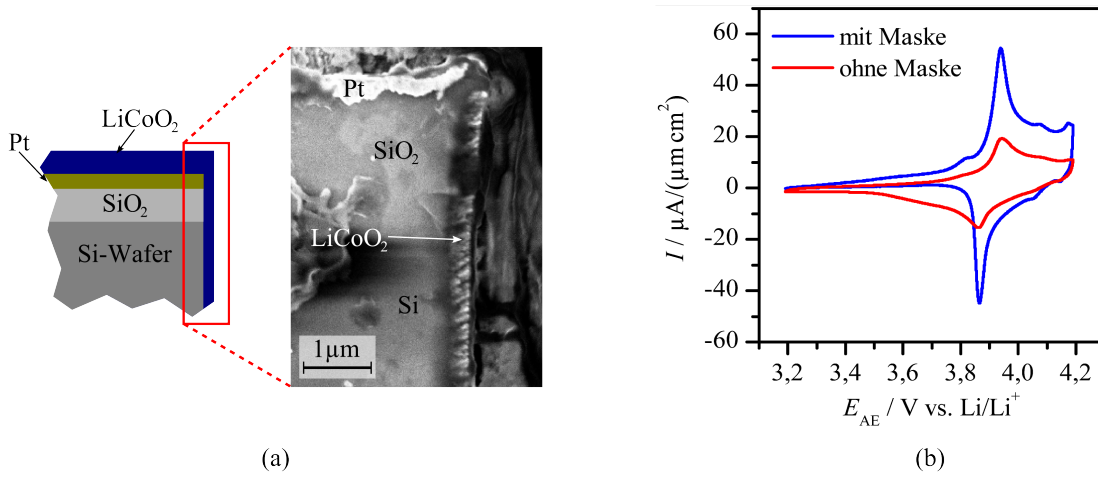 LiCoO₂
Pt
SiO₂
Si-Wafer
Pt
SiO₂
LiCoO₂
Si
1µm
(a)
mit Maske
ohne Maske
I / µA/(µm cm²)
60
40
20
0
-20
-40
-60
3,2
3,4
3,6
3,8
4,0
4,2
E_AE / V vs. Li/Li⁺
(b)